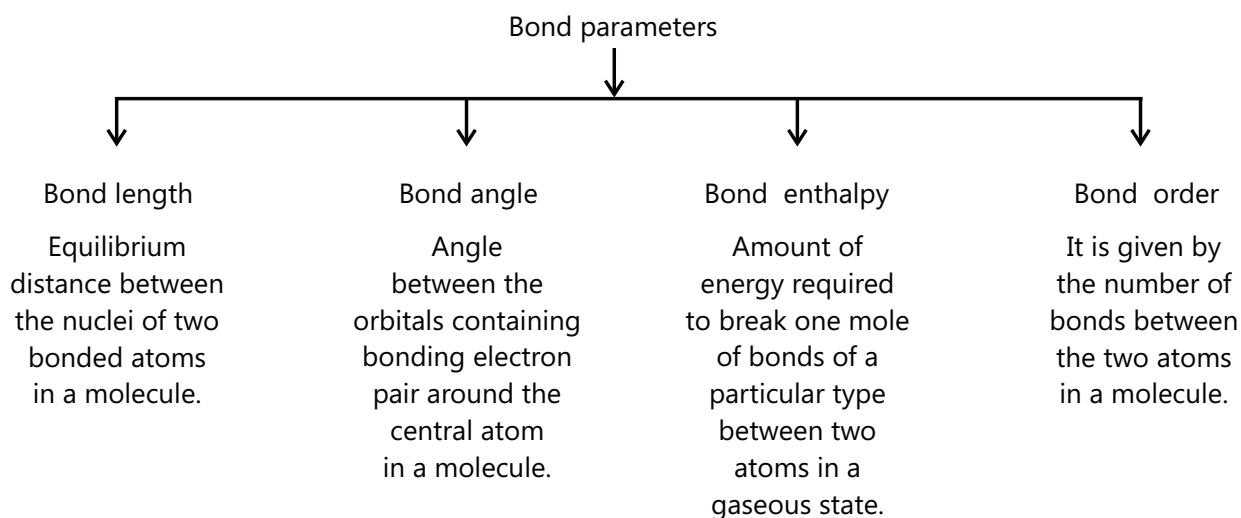 Bond parameters
Bond length
Equilibrium
distance between
the nuclei of two
bonded atoms
in a molecule.
Bond angle
Angle
between the
orbitals containing
bonding electron
pair around the
central atom
in a molecule.
Bond enthalpy
Amount of
energy required
to break one mole
of bonds of a
particular type
between two
atoms in a
gaseous state.
Bond order
It is given by
the number of
bonds between
the two atoms
in a molecule.